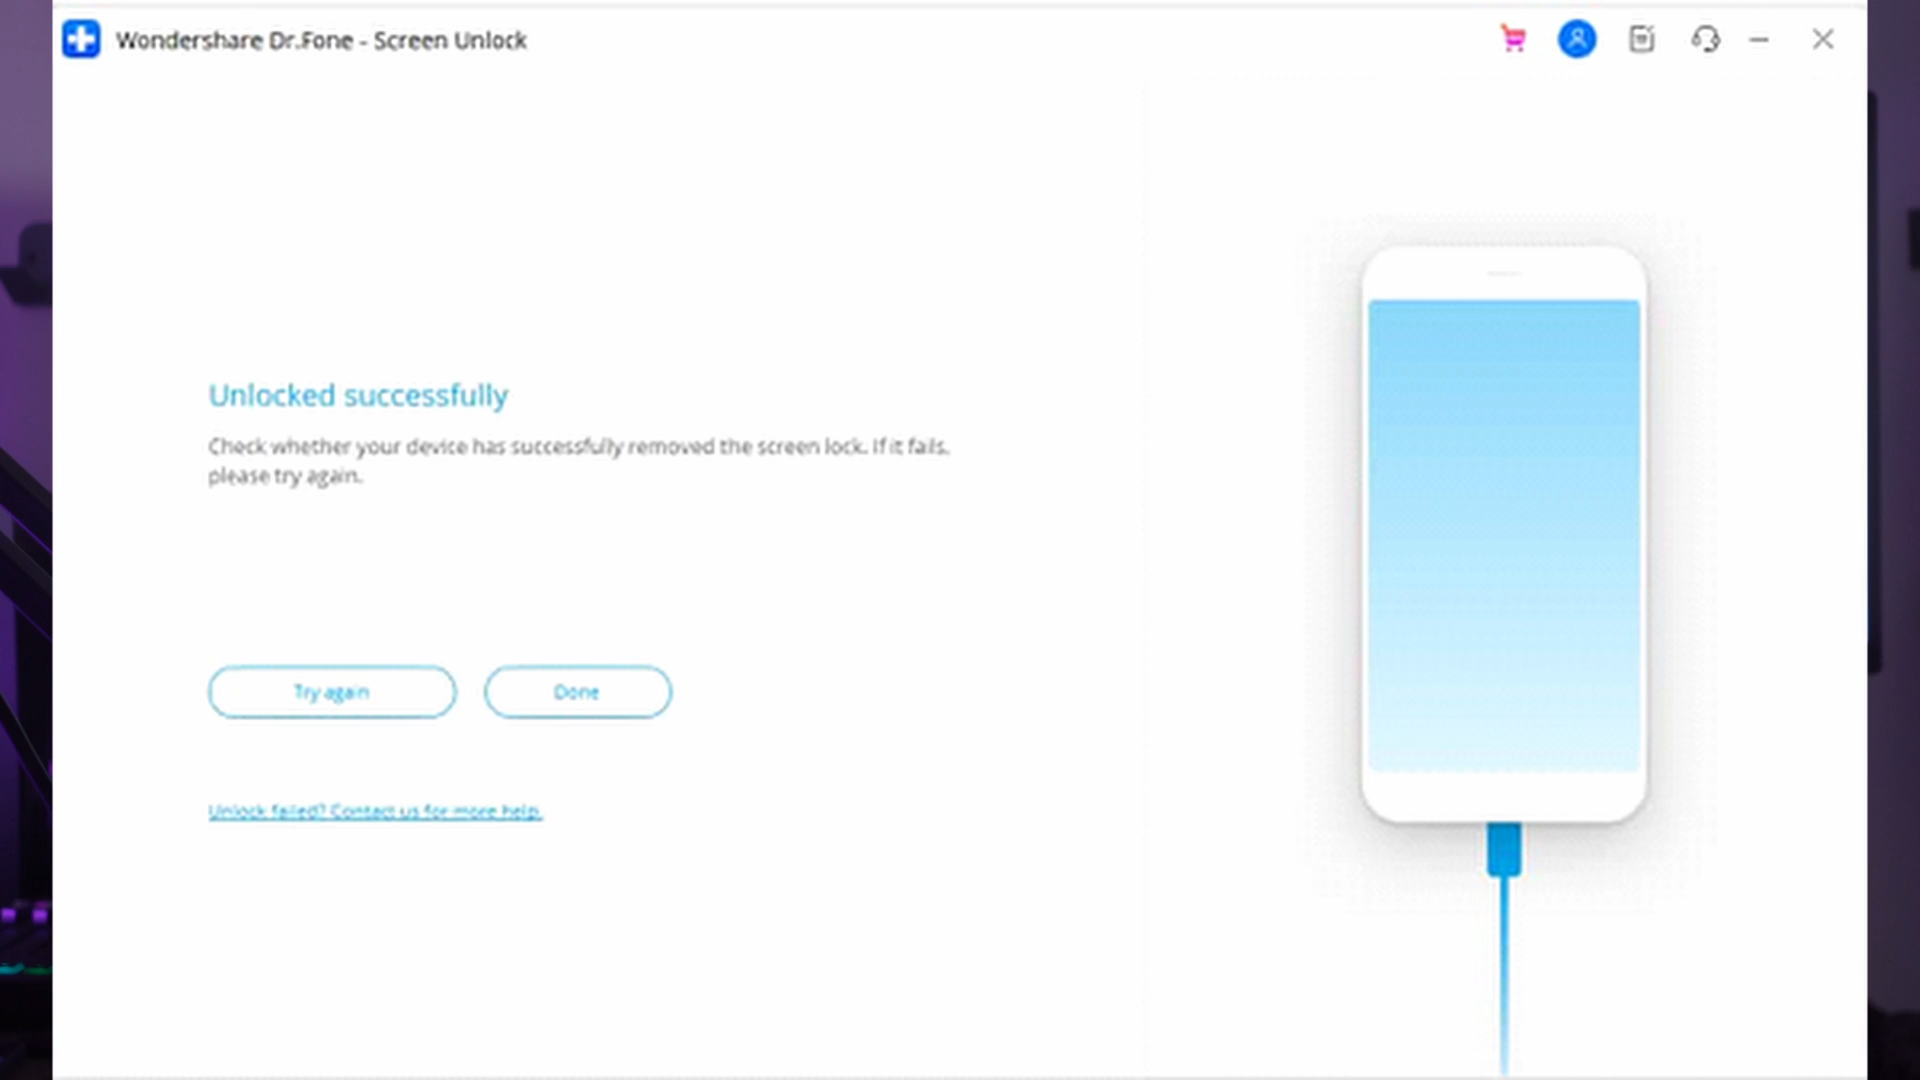 Wondershare Dr.Fone - Screen Unlock
Unlocked successfully
Check whether your device has successfully removed the screen lock. If it fails,
please try again.
Try again
Done
Unlock failed? Contact us for more help.